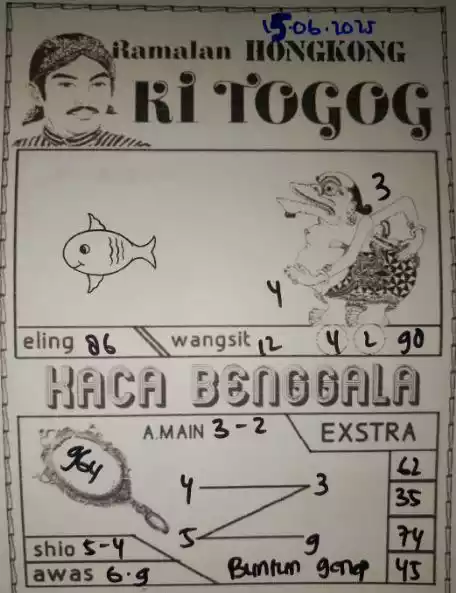 15-06-2025
Ramalan HONGKONG
KI TOGOG
3
4
eling 86 wangsit 12 4 2 90
KACA BENGGALA
A.MAIN 3-2 EXSTRA
964
62
4 3
35
5 9
74
shio 5-4
Buntun genap
45
awas 6.9